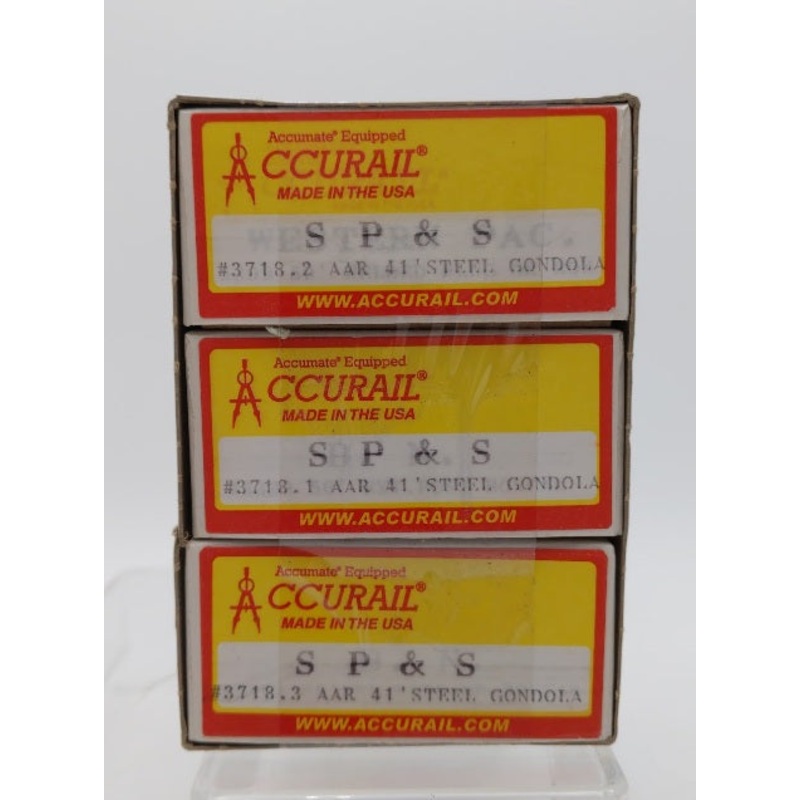 Accumate® Equipped
ACCURAIL®
MADE IN THE USA
S P & S
#3718.2 AAR 41' STEEL GONDOLA
WWW.ACCURAIL.COM
Accumate® Equipped
ACCURAIL®
MADE IN THE USA
S P & S
#3718.1 AAR 41' STEEL GONDOLA
WWW.ACCURAIL.COM
Accumate® Equipped
ACCURAIL®
MADE IN THE USA
S P & S
#3718.3 AAR 41' STEEL GONDOLA
WWW.ACCURAIL.COM